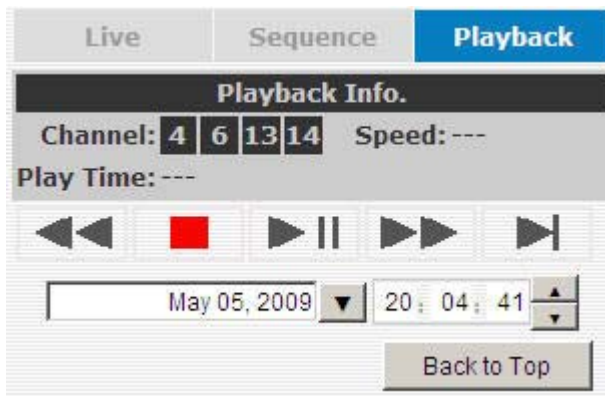 Live Sequence Playback
Playback Info.
Channel: 4 6 13 14 Speed: ---
Play Time: ---
May 05, 2009 20 : 04 : 41
Back to Top